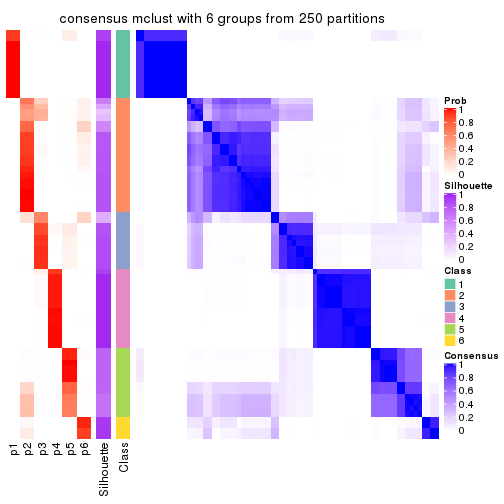 consensus mclust with 6 groups from 250 partitions
Prob
1
0.8
0.6
0.4
0.2
0
Silhouette
1
0.8
0.6
0.4
0.2
0
Class
1
2
3
4
5
6
Consensus
1
0.8
0.6
0.4
0.2
0
p1
p2
p3
p4
p5
p6
Silhouette
Class